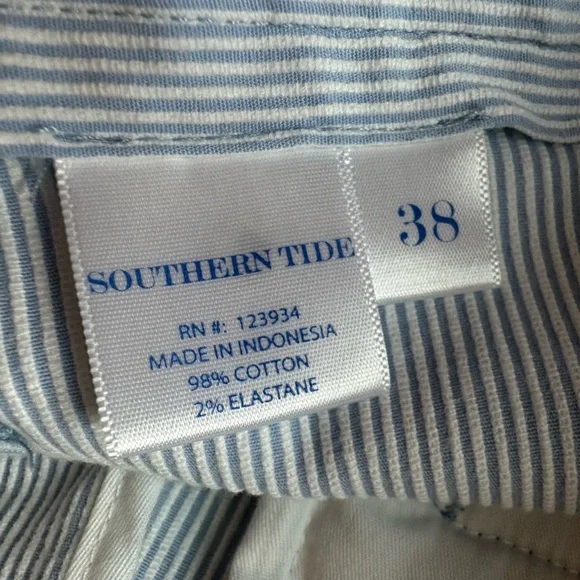 SOUTHERN TIDE
38
RN #: 123934
MADE IN INDONESIA
98% COTTON
2% ELASTANE